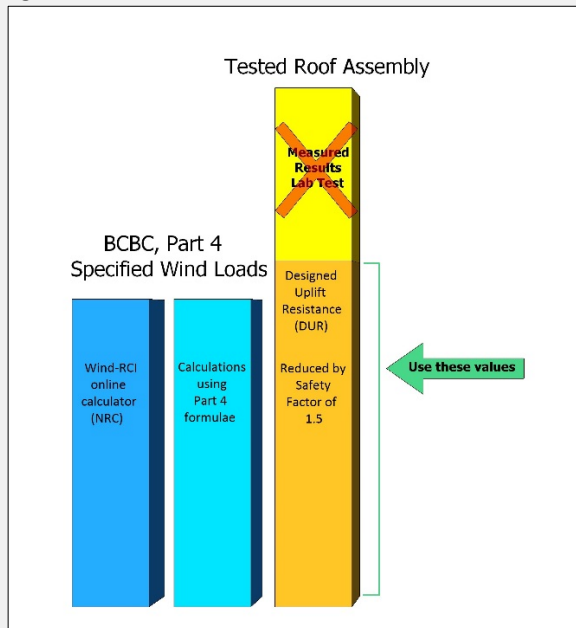 Tested Roof Assembly
Measured
Results
Lab Test
BCBC, Part 4
Specified Wind Loads
Designed
Uplift
Resistance
(DUR)
Reduced by
Safety
Factor of
1.5
Wind-RCI
online
calculator
(NRC)
Calculations
using
Part 4
formulae
Use these values